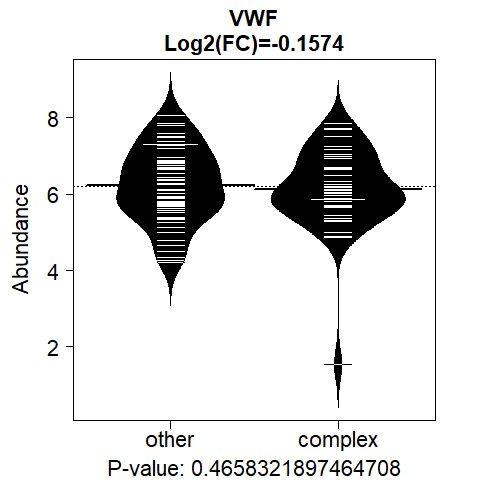 VWF
Log2(FC)=-0.1574
Abundance
8
6
4
2
other complex
P-value: 0.4658321897464708